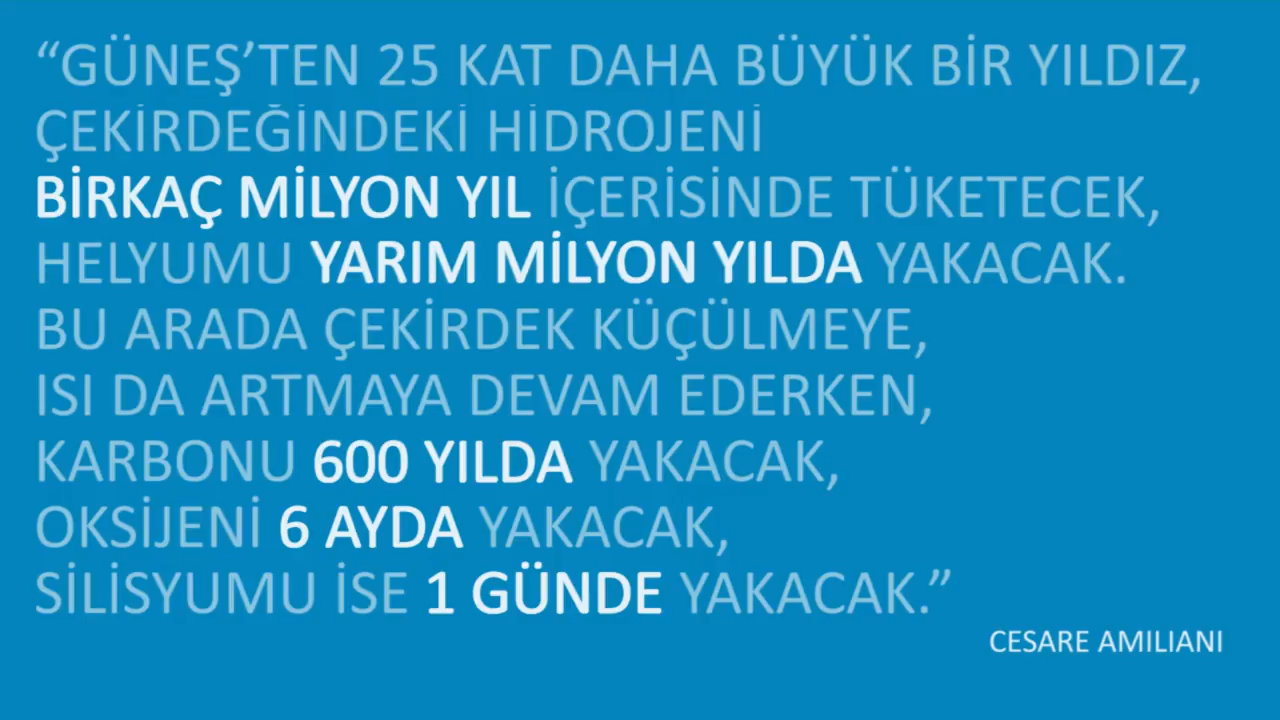 “GÜNEŞ’TEN 25 KAT DAHA BÜYÜK BİR YILDIZ,
ÇEKİRDEĞİNDEKİ HİDROJENİ
BİRKAÇ MİLYON YIL İÇERİSİNDE TÜKETECEK,
HELYUMU YARIM MİLYON YILDA YAKACAK.
BU ARADA ÇEKİRDEK KÜÇÜLMEYE,
ISI DA ARTMAYA DEVAM EDERKEN,
KARBONU 600 YILDA YAKACAK,
OKSİJENİ 6 AYDA YAKACAK,
SİLİSYUMU İSE 1 GÜNDE YAKACAK.”
CESARE AMILIANI